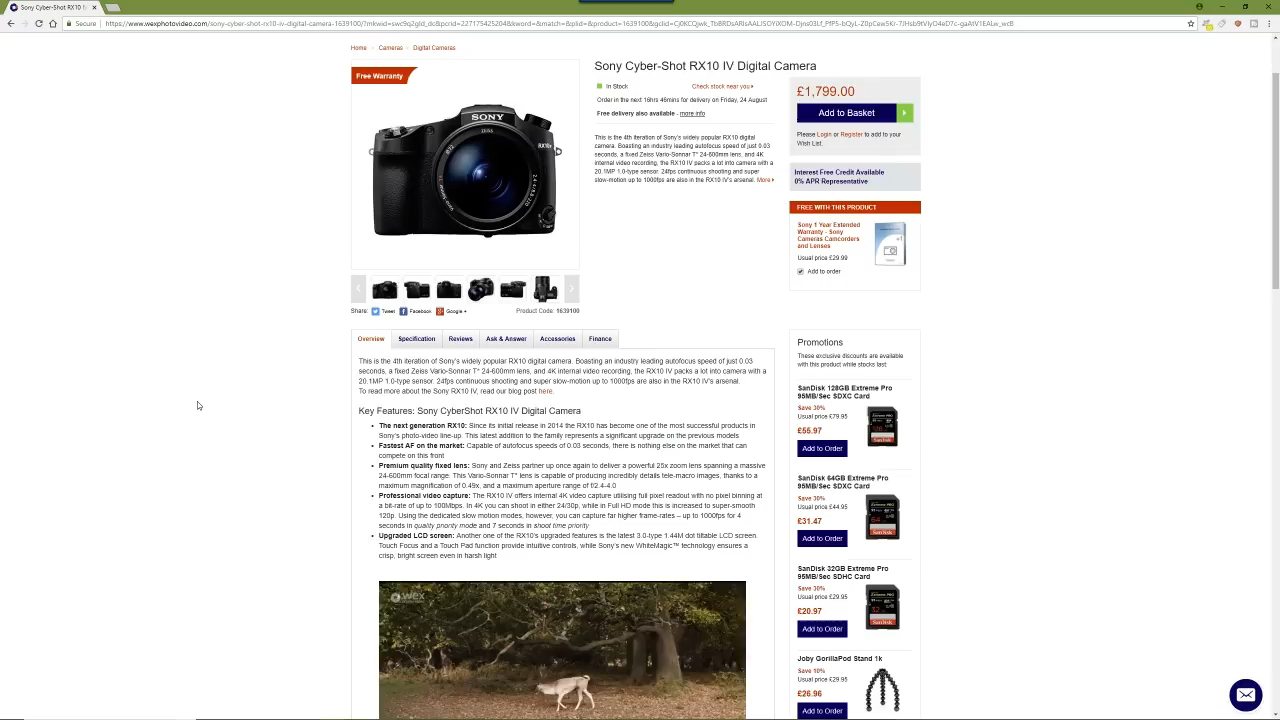 Sony Cyber-Shot RX10 IV
Secure
Home
Cameras
Digital Cameras
Free Warranty
SONY
ZEISS
Sony Cyber-Shot RX10 IV Digital Camera
In Stock
Check stock near you
Order in the next 16hrs 46mins for delivery on Friday, 24 August
Free delivery also available - more info
This is the 4th iteration of Sony's widely popular RX10 digital
camera. Boasting an industry leading autofocus speed of just 0.03
seconds, a fixed Zeiss Vario-Sonnar T* 24-600mm lens, and 4K
internal video recording, the RX10 IV packs a lot into camera with a
20.1MP 1.0-type sensor. 24fps continuous shooting and super
slow-motion up to 1000fps are also in the RX10 IV's arsenal. More
£1,799.00
Add to Basket
Please Login or Register to add to your
Wish List.
Interest Free Credit Available
0% APR Representative
FREE WITH THIS PRODUCT
Sony 1 Year Extended
Warranty - Sony
Cameras Camcorders
and Lenses
Usual price £29.99
Add to order
Share:
Tweet
Facebook
Google +
Product Code: 1639100
Overview
Specification
Reviews
Ask & Answer
Accessories
Finance
This is the 4th iteration of Sony's widely popular RX10 digital camera. Boasting an industry leading autofocus speed of just 0.03
seconds, a fixed Zeiss Vario-Sonnar T* 24-600mm lens, and 4K internal video recording, the RX10 IV packs a lot into camera with a
20.1MP 1.0-type sensor. 24fps continuous shooting and super slow-motion up to 1000fps are also in the RX10 IV's arsenal.
To read more about the Sony RX10 IV, read our blog post here.
Key Features: Sony CyberShot RX10 IV Digital Camera
The next generation RX10: Since its initial release in 2014 the RX10 has become one of the most successful products in
Sony's photo-video line-up. This latest addition to the family represents a significant upgrade on the previous models
Fastest AF on the market: Capable of autofocus speeds of 0.03 seconds, there is nothing else on the market that can
compete on this front
Premium quality fixed lens: Sony and Zeiss partner up once again to deliver a powerful 25x zoom lens spanning a massive
24-600mm focal range. This Vario-Sonnar T* lens is capable of producing incredibly details tele-macro images, thanks to a
maximum magnification of 0.49x, and a maximum aperture range of f/2.4-4.0
Professional video capture: The RX10 IV offers internal 4K video capture utilising full pixel readout with no pixel binning at
a bit-rate of up to 100Mbps. In 4K you can shoot in either 24/30p, while in Full HD mode this is increased to super-smooth
120p. Using the dedicated slow motion modes, however, you can capture far higher frame-rates – up to 1000fps for 4
seconds in quality priority mode and 7 seconds in shoot time priority
Upgraded LCD screen: Another one of the RX10's upgraded features is the latest 3.0-type 1.44M dot tiltable LCD screen.
Touch Focus and a Touch Pad function provide intuitive controls, while Sony's new WhiteMagic™ technology ensures a
crisp, bright screen even in harsh light
wex
Promotions
These exclusive discounts are available
with this product while stocks last:
SanDisk 128GB Extreme Pro
95MB/Sec SDXC Card
Save 30%
Usual price £79.95
£55.97
Add to Order
SanDisk 64GB Extreme Pro
95MB/Sec SDXC Card
Save 30%
Usual price £44.95
£31.47
Add to Order
SanDisk 32GB Extreme Pro
95MB/Sec SDHC Card
Save 30%
Usual price £29.95
£20.97
Add to Order
Joby GorillaPod Stand 1k
Save 10%
Usual price £29.95
£26.96
Add to Order